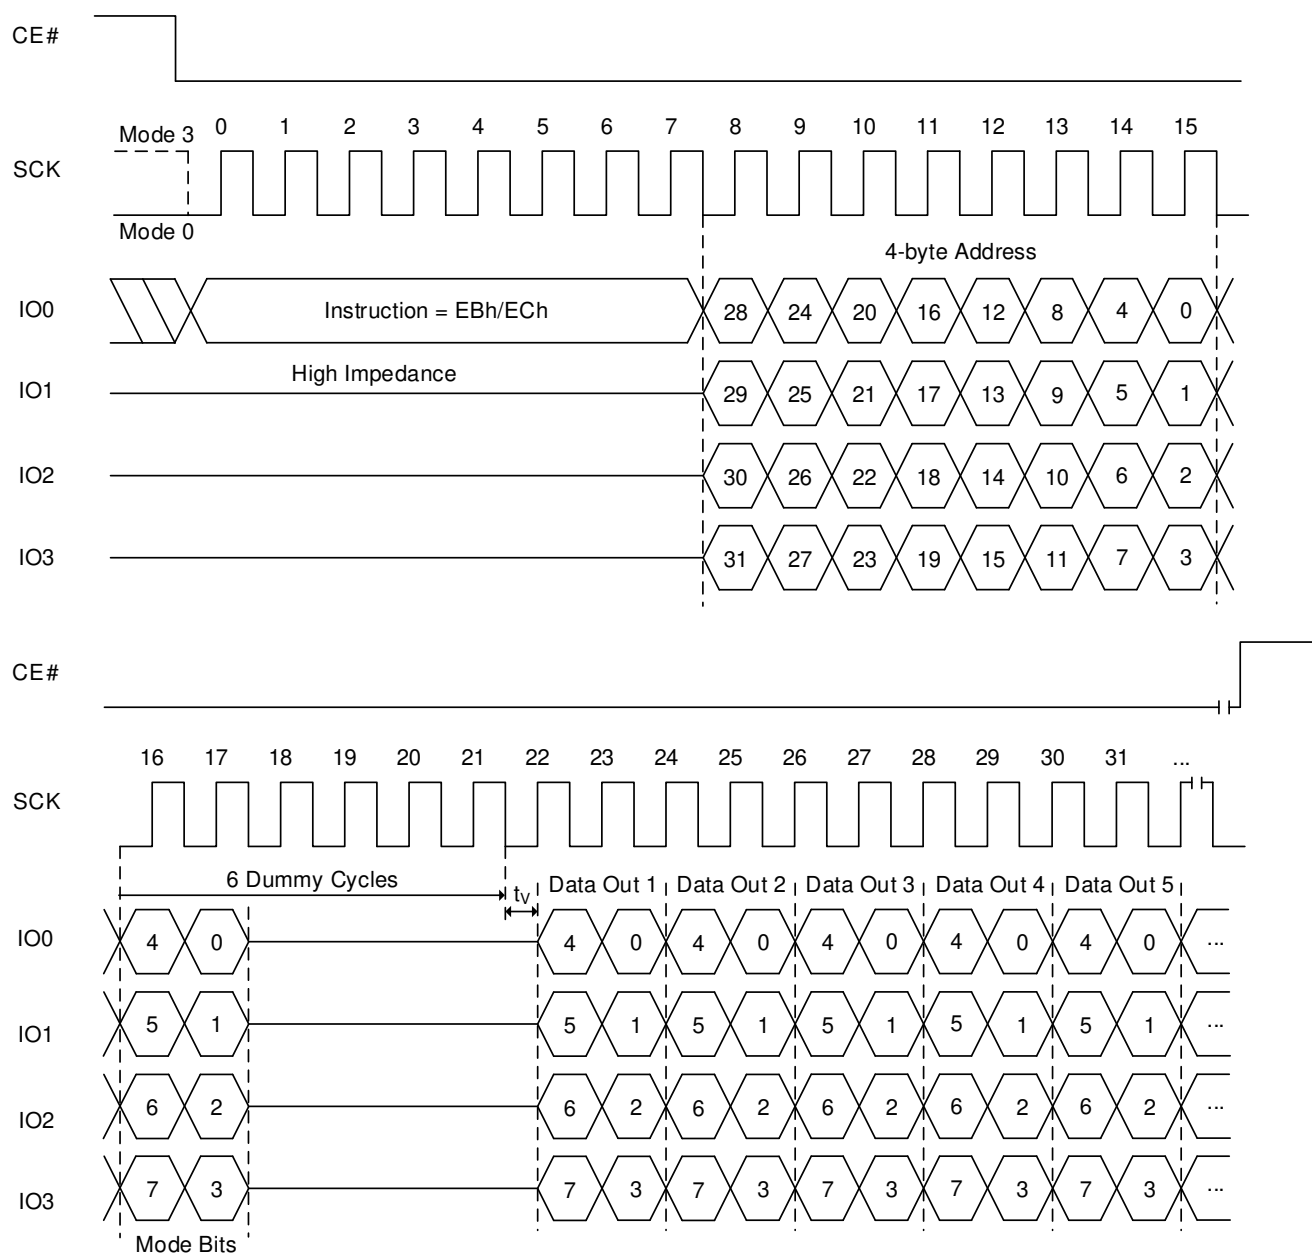 CE#
Mode 3 0 1 2 3 4 5 6 7 8 9 10 11 12 13 14 15
SCK
Mode 0
4-byte Address
IO0 Instruction = EBh/ECh 28 24 20 16 12 8 4 0
High Impedance
IO1 29 25 21 17 13 9 5 1
IO2 30 26 22 18 14 10 6 2
IO3 31 27 23 19 15 11 7 3
CE#
16 17 18 19 20 21 22 23 24 25 26 27 28 29 30 31 ...
SCK
6 Dummy Cycles tV Data Out 1 Data Out 2 Data Out 3 Data Out 4 Data Out 5
IO0 4 0 4 0 4 0 4 0 4 0 4 0 ...
IO1 5 1 5 1 5 1 5 1 5 1 5 1 ...
IO2 6 2 6 2 6 2 6 2 6 2 6 2 ...
IO3 7 3 7 3 7 3 7 3 7 3 7 3 ...
Mode Bits